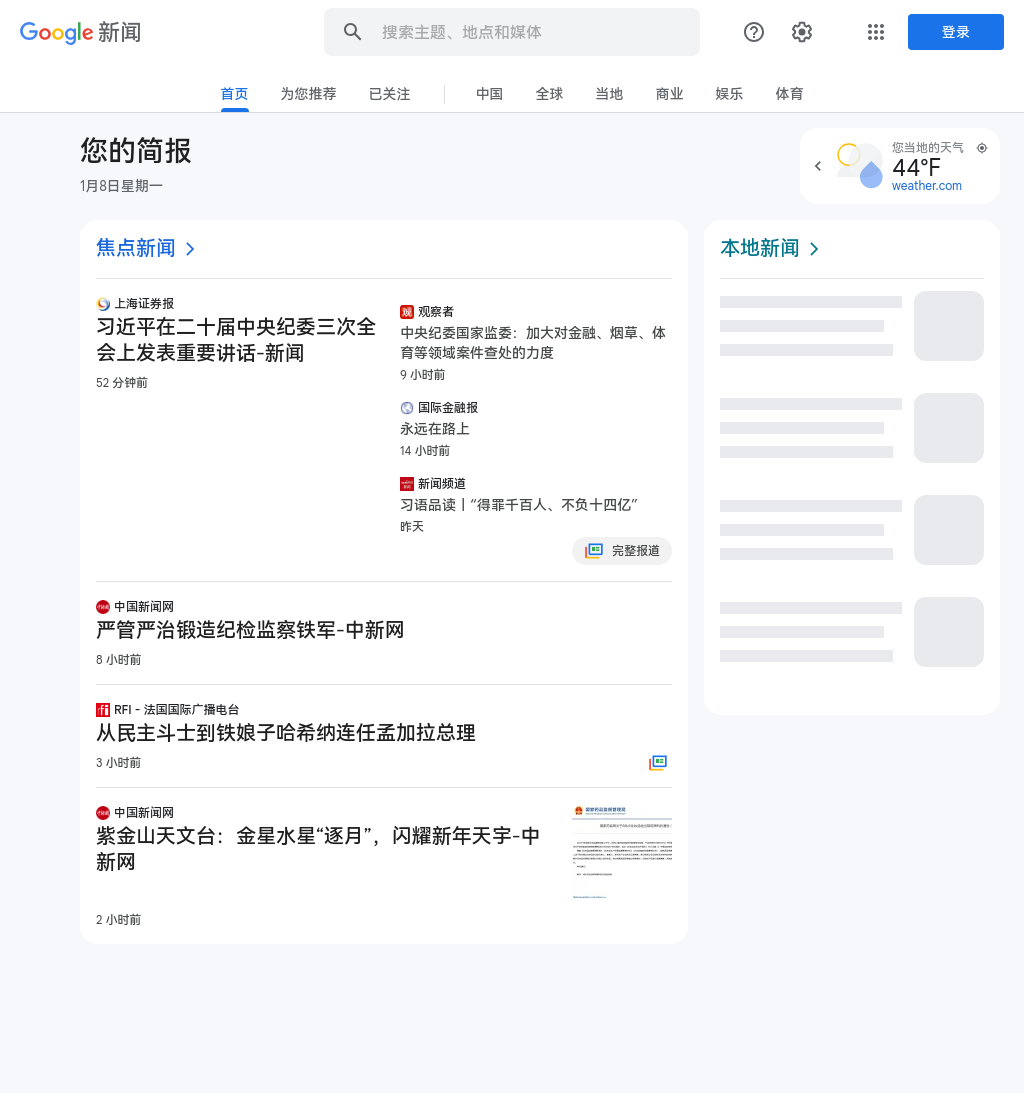 Google 新闻
搜索主题、地点和媒体
登录
首页
为您推荐
已关注
中国
全球
当地
商业
娱乐
体育
您的简报
1月8日星期一
您当地的天气
44°F
weather.com
焦点新闻
上海证券报
习近平在二十届中央纪委三次全
会上发表重要讲话-新闻
52 分钟前
观察者
中央纪委国家监委：加大对金融、烟草、体
育等领域案件查处的力度
9 小时前
国际金融报
永远在路上
14 小时前
新闻频道
习语品读丨“得罪千百人、不负十四亿”
昨天
完整报道
中国新闻网
严管严治锻造纪检监察铁军-中新网
8 小时前
RFI - 法国国际广播电台
从民主斗士到铁娘子哈希纳连任孟加拉总理
3 小时前
中国新闻网
紫金山天文台：金星水星“逐月”，闪耀新年天宇-中
新网
2 小时前
国家药品监督管理局
本地新闻